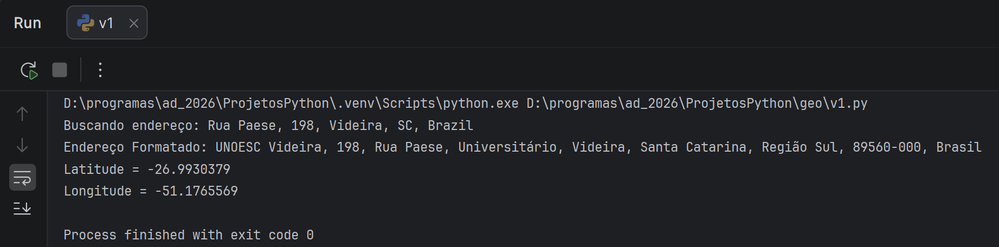 Run
v1
D:\programas\ad_2026\ProjetosPython\.venv\Scripts\python.exe D:\programas\ad_2026\ProjetosPython\geo\v1.py
Buscando endereço: Rua Paese, 198, Videira, SC, Brazil
Endereço Formatado: UNOESC Videira, 198, Rua Paese, Universitário, Videira, Santa Catarina, Região Sul, 89560-000, Brasil
Latitude = -26.9930379
Longitude = -51.1765569
Process finished with exit code 0